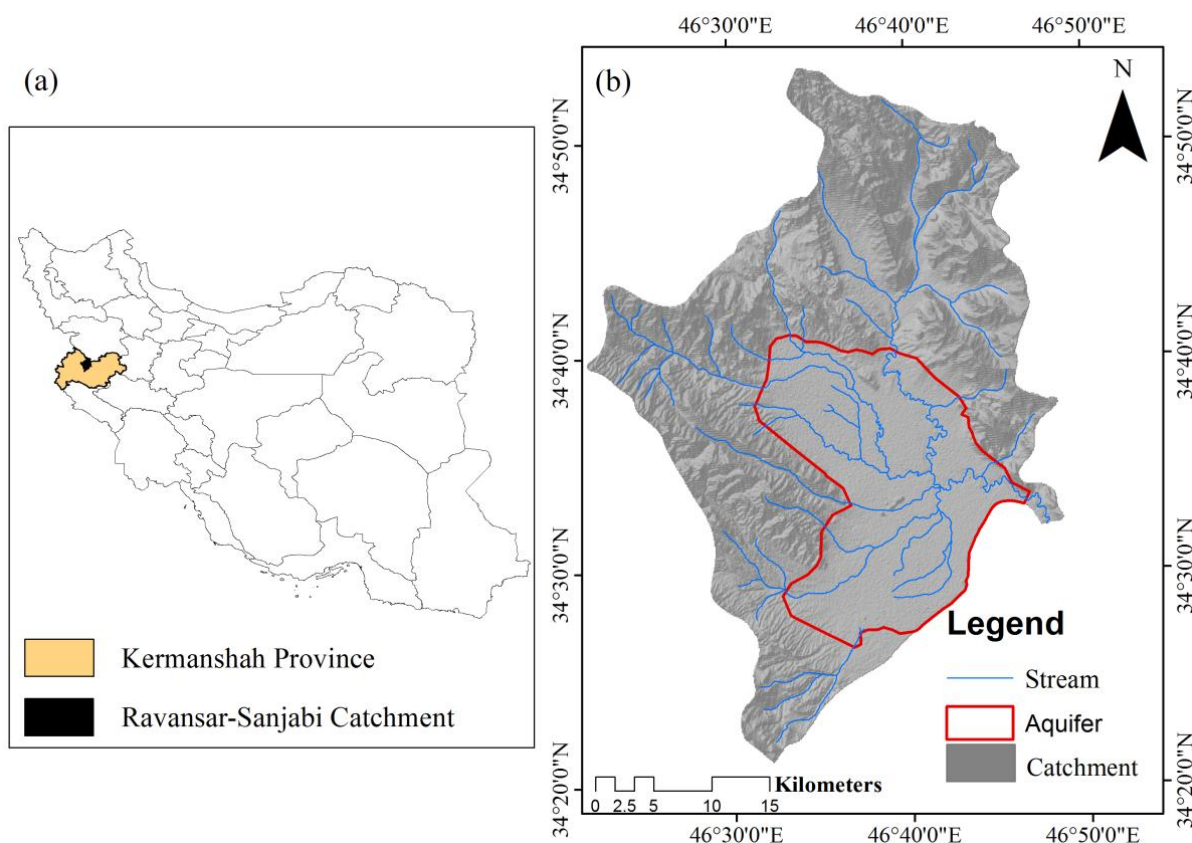 (a)
Kermanshah Province
Ravansar-Sanjabi Catchment
46°30'0"E 46°40'0"E 46°50'0"E
(b)
N
34°50'0"N
34°40'0"N
34°30'0"N
34°20'0"N
34°50'0"N
34°40'0"N
34°30'0"N
34°20'0"N
Legend
Stream
Aquifer
Catchment
Kilometers
0 2.5 5 10 15
46°30'0"E 46°40'0"E 46°50'0"E